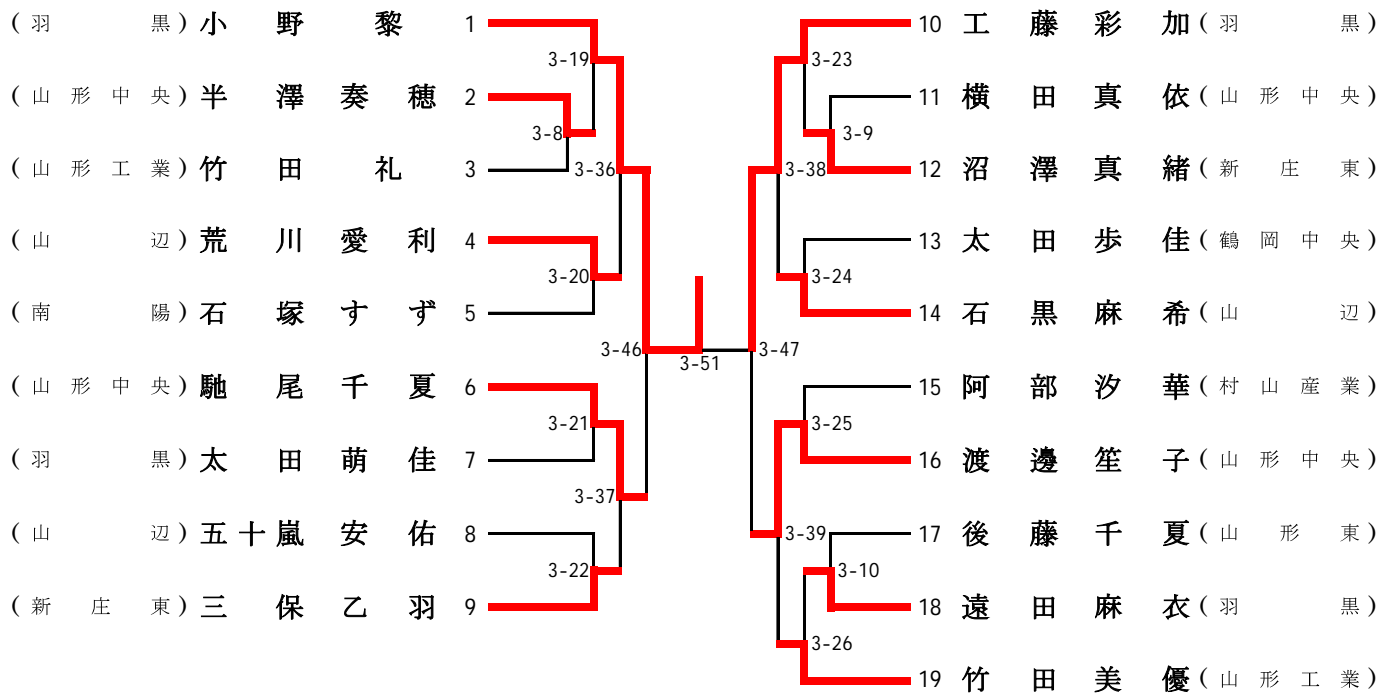 (羽黒) 小野黎 1
3-19
(山形中央) 半澤奏穂 2
3-8
(山形工業) 竹田礼 3
3-36
(山辺) 荒川愛利 4
3-20
(南陽) 石塚すず 5
3-46
(山形中央) 馳尾千夏 6
3-21
(羽黒) 太田萌佳 7
3-37
(山辺) 五十嵐安佑 8
3-22
(新庄東) 三保乙羽 9
3-51
10 工藤彩加 (羽黒)
3-23
11 横田真依 (山形中央)
3-9
12 沼澤真緒 (新庄東)
3-38
13 太田歩佳 (鶴岡中央)
3-24
14 石黒麻希 (山辺)
3-47
15 阿部汐華 (村山産業)
3-25
16 渡邊笙子 (山形中央)
3-39
17 後藤千夏 (山形東)
3-10
18 遠田麻衣 (羽黒)
3-26
19 竹田美優 (山形工業)